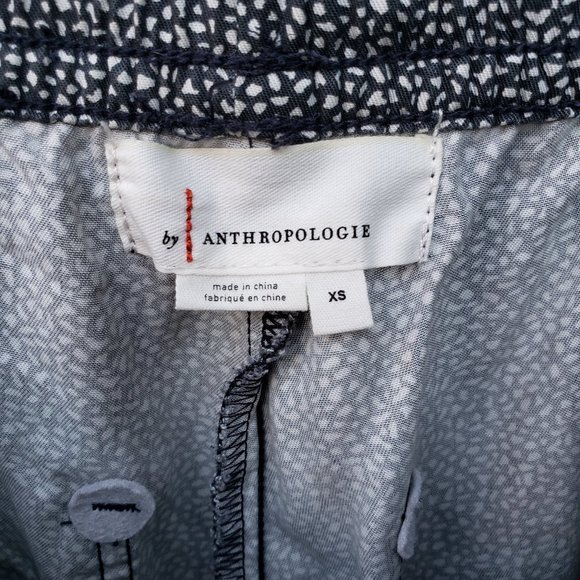 by ANTHROPOLOGIE
made in china
fabriqué en chine
XS